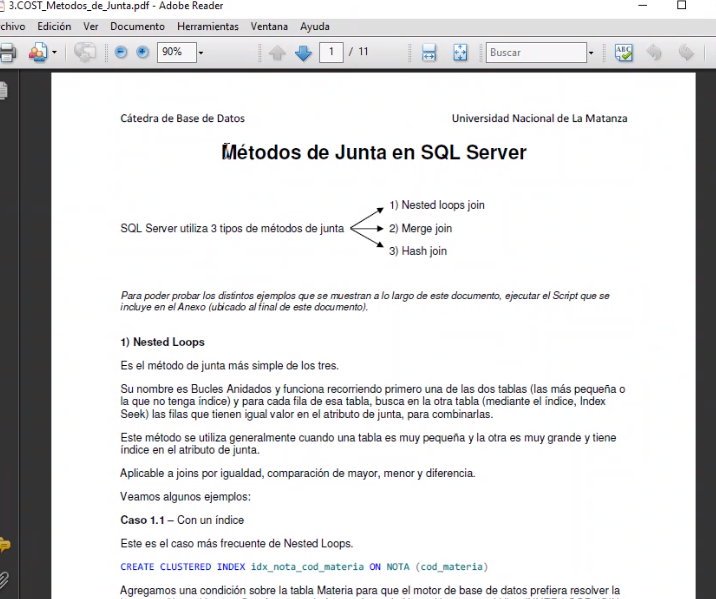 3.COST_Metodos_de_Junta.pdf - Adobe Reader
chivo Edición Ver Documento Herramientas Ventana Ayuda
90% 1 / 11 Buscar ABC
Cátedra de Base de Datos Universidad Nacional de La Matanza
Métodos de Junta en SQL Server
1) Nested loops join
SQL Server utiliza 3 tipos de métodos de junta 2) Merge join
3) Hash join
Para poder probar los distintos ejemplos que se muestran a lo largo de este documento, ejecutar el Script que se
incluye en el Anexo (ubicado al final de este documento).
1) Nested Loops
Es el método de junta más simple de los tres.
Su nombre es Bucles Anidados y funciona recorriendo primero una de las dos tablas (las más pequeña o
la que no tenga índice) y para cada fila de esa tabla, busca en la otra tabla (mediante el índice, Index
Seek) las filas que tienen igual valor en el atributo de junta, para combinarlas.
Este método se utiliza generalmente cuando una tabla es muy pequeña y la otra es muy grande y tiene
índice en el atributo de junta.
Aplicable a joins por igualdad, comparación de mayor, menor y diferencia.
Veamos algunos ejemplos:
Caso 1.1 – Con un índice
Este es el caso más frecuente de Nested Loops.
CREATE CLUSTERED INDEX idx_nota_cod_materia ON NOTA (cod_materia)
Agregamos una condición sobre la tabla Materia para que el motor de base de datos prefiera resolver la